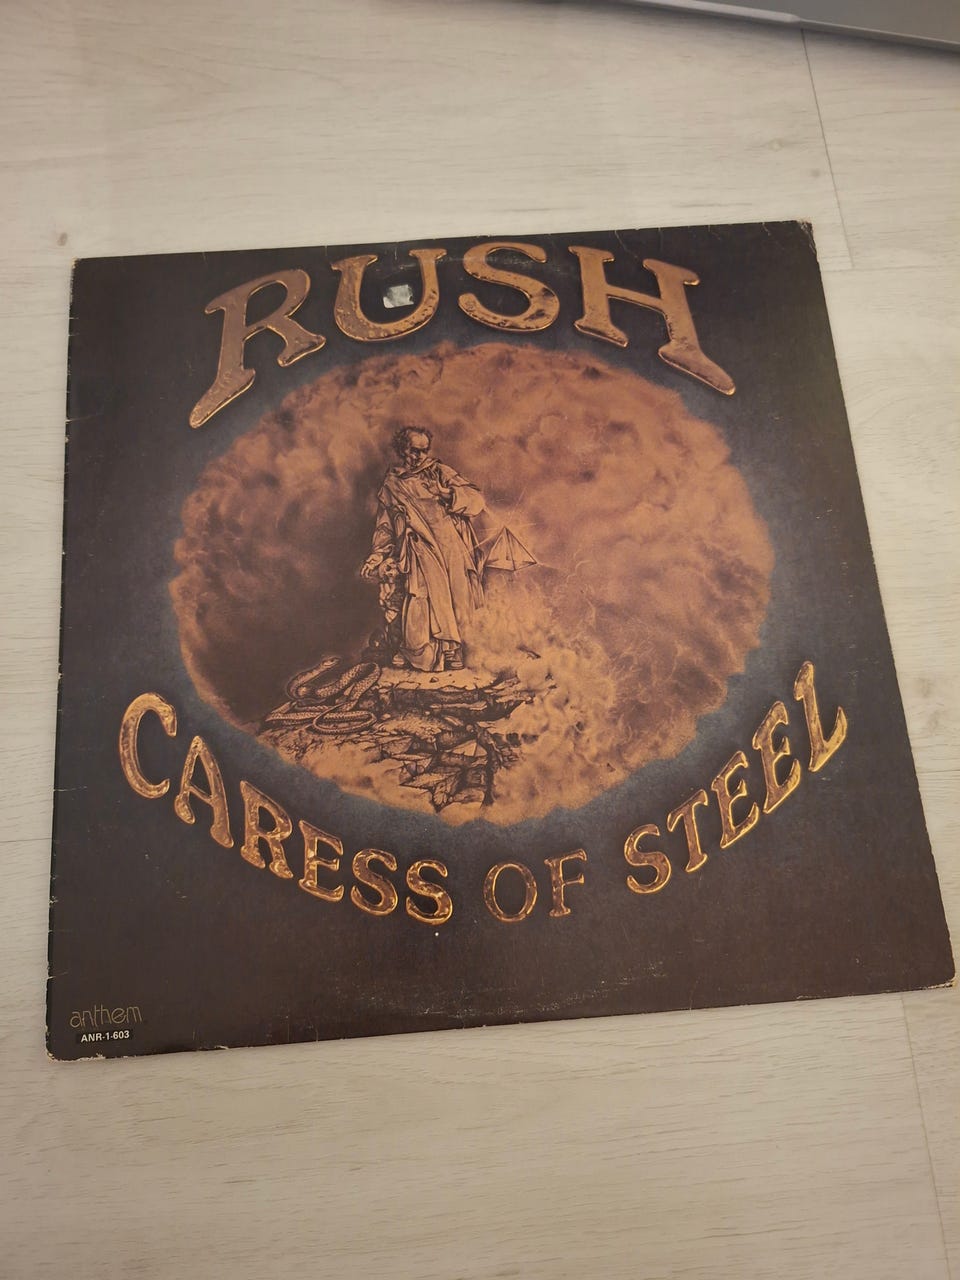 RUSH
CARESS OF STEEL
anthem
ANR-1-603